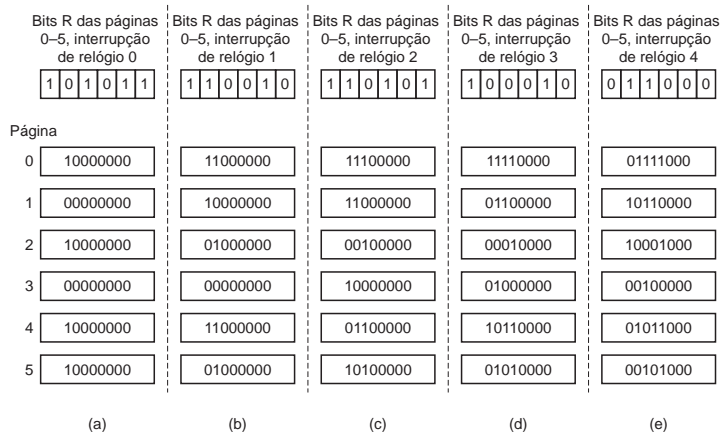 Bits R das páginas
0–5, interrupção
de relógio 0
Bits R das páginas
0–5, interrupção
de relógio 1
Bits R das páginas
0–5, interrupção
de relógio 2
Bits R das páginas
0–5, interrupção
de relógio 3
Bits R das páginas
0–5, interrupção
de relógio 4
1 0 1 0 1 1
1 1 0 0 1 0
1 1 0 1 0 1
1 0 0 0 1 0
0 1 1 0 0 0
Página
0 10000000 11000000 11100000 11110000 01111000
1 00000000 10000000 11000000 01100000 10110000
2 10000000 01000000 00100000 00010000 10001000
3 00000000 00000000 10000000 01000000 00100000
4 10000000 11000000 01100000 10110000 01011000
5 10000000 01000000 10100000 01010000 00101000
(a) (b) (c) (d) (e)